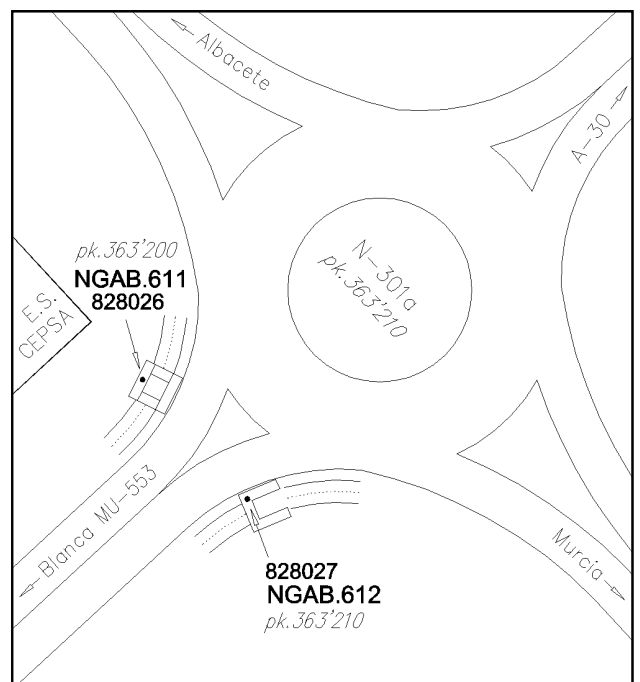 Albacete
A-30
pk.363'200
NGAB.611
828026
E.S.
CEPSA
N-301a
pk.363'210
Blanca MU-553
828027
NGAB.612
pk.363'210
Murcia